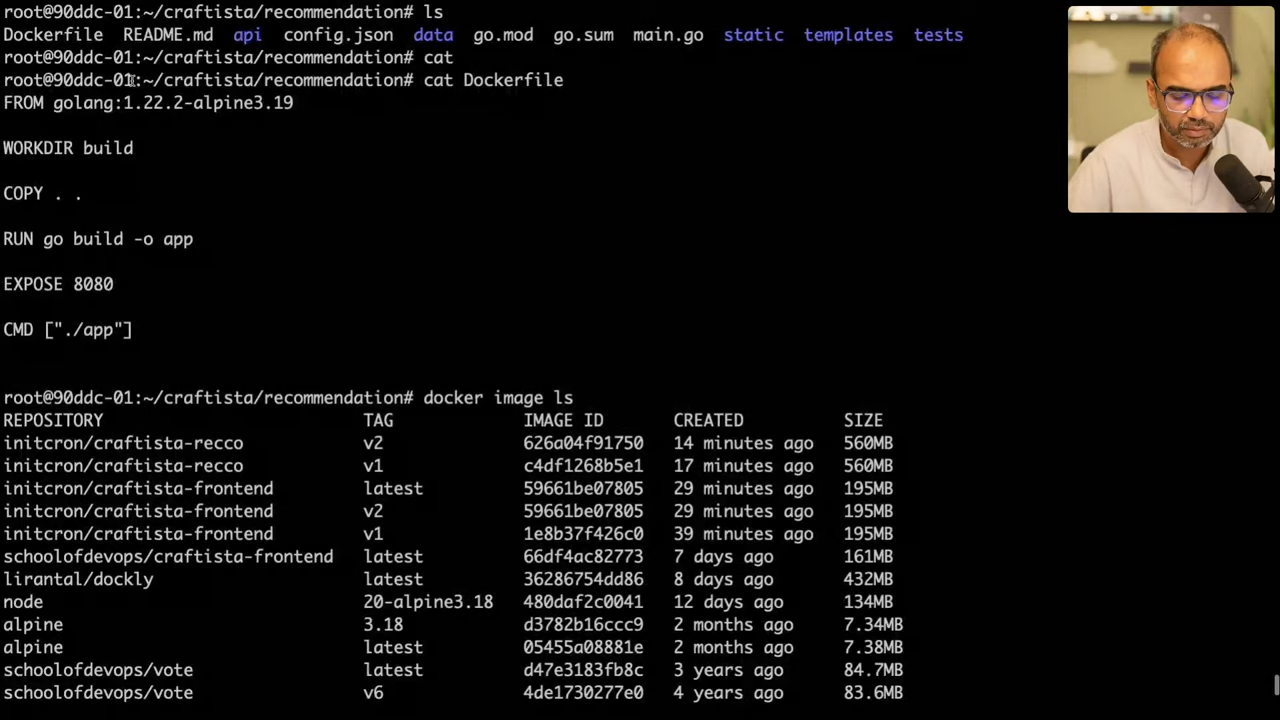 root@90ddc-01:~/craftista/recommendation# ls
Dockerfile README.md api config.json data go.mod go.sum main.go static templates tests
root@90ddc-01:~/craftista/recommendation# cat
root@90ddc-01:~/craftista/recommendation# cat Dockerfile
FROM golang:1.22.2-alpine3.19
WORKDIR build
COPY . .
RUN go build -o app
EXPOSE 8080
CMD ["./app"]
root@90ddc-01:~/craftista/recommendation# docker image ls
REPOSITORY TAG IMAGE ID CREATED SIZE
initcron/craftista-recco v2 626a04f91750 14 minutes ago 560MB
initcron/craftista-recco v1 c4df1268b5e1 17 minutes ago 560MB
initcron/craftista-frontend latest 59661be07805 29 minutes ago 195MB
initcron/craftista-frontend v2 59661be07805 29 minutes ago 195MB
initcron/craftista-frontend v1 1e8b37f426c0 39 minutes ago 195MB
schoolofdevops/craftista-frontend latest 66df4ac82773 7 days ago 161MB
lirantal/dockly latest 36286754dd86 8 days ago 432MB
node 20-alpine3.18 480daf2c0041 12 days ago 134MB
alpine 3.18 d3782b16ccc9 2 months ago 7.34MB
alpine latest 05455a08881e 2 months ago 7.38MB
schoolofdevops/vote latest d47e3183fb8c 3 years ago 84.7MB
schoolofdevops/vote v6 4de1730277e0 4 years ago 83.6MB